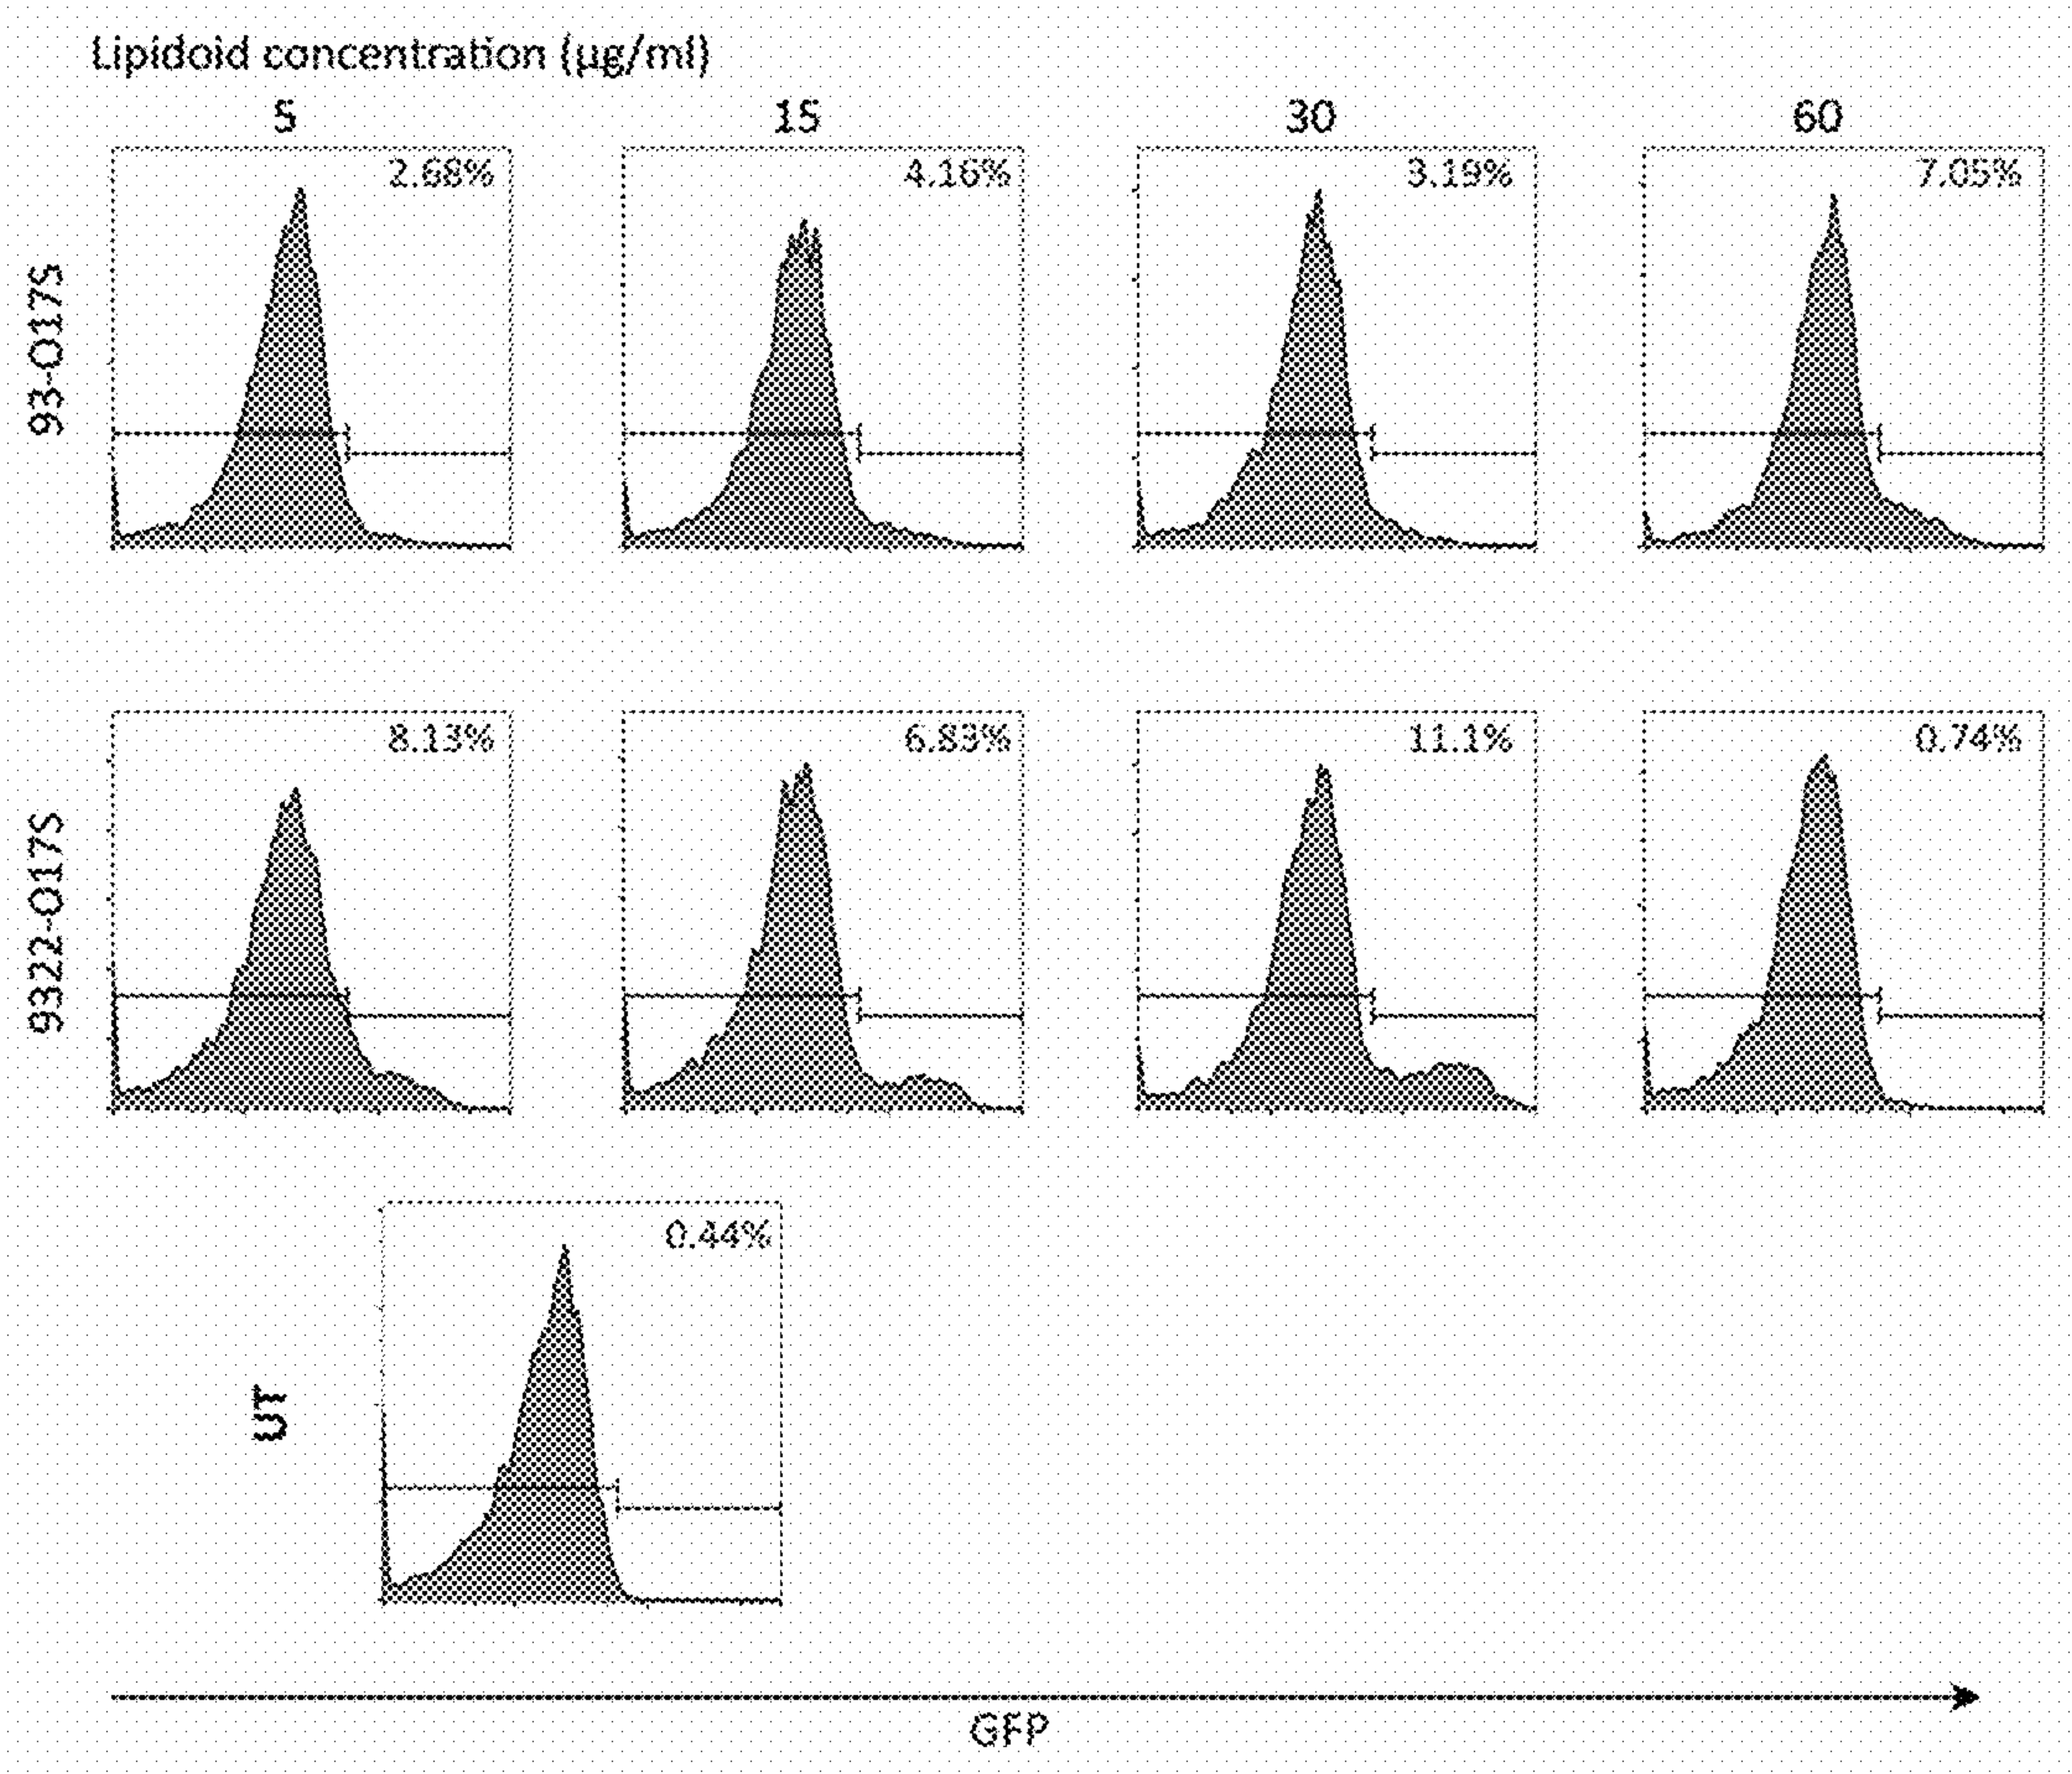 Lipidoid concentration (µg/ml)
5 15 30 60
93-O17S
2.68% 4.16% 3.19% 7.05%
9322-O17S
8.13% 6.83% 11.1% 0.74%
UT
0.44%
GFP